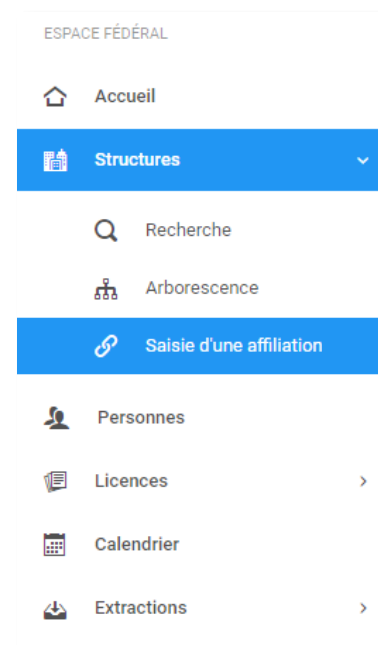 ESPACE FÉDÉRAL
Accueil
Structures
Recherche
Arborescence
Saisie d'une affiliation
Personnes
Licences
Calendrier
Extractions